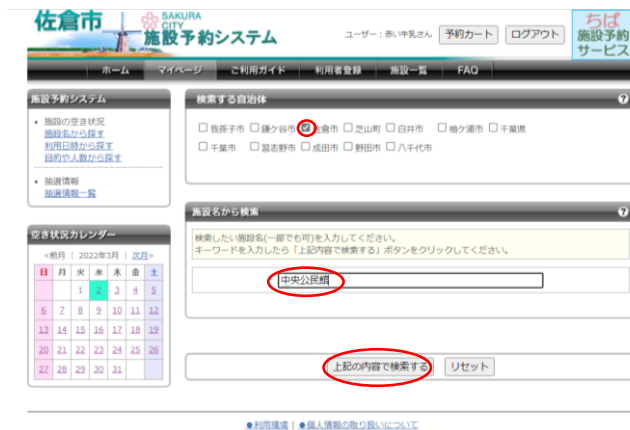 佐倉市
SAKURA
CITY
施設予約システム
ユーザー：赤い牛乳さん
予約カート
ログアウト
ちば
施設予約
サービス
ホーム
マイページ
ご利用ガイド
利用者登録
施設一覧
FAQ
施設予約システム
・ 施設の空き状況
施設名から探す
利用日時から探す
目的や人数から探す
・ 抽選情報
抽選情報一覧
空き状況カレンダー
<前月 | 2022年3月 | 次月>
日 月 火 水 木 金 土
1 2 3 4 5
6 7 8 9 10 11 12
13 14 15 16 17 18 19
20 21 22 23 24 25 26
27 28 29 30 31
検索する自治体
?
我孫子市 鎌ケ谷市 佐倉市 芝山町 白井市 袖ケ浦市 千葉県
千葉市 習志野市 成田市 野田市 八千代市
施設名から検索
?
検索したい施設名(一部でも可)を入力してください。
キーワードを入力したら「上記内容で検索する」ボタンをクリックしてください。
中央公民館
上記の内容で検索する
リセット
●利用環境 | ●個人情報の取り扱いについて